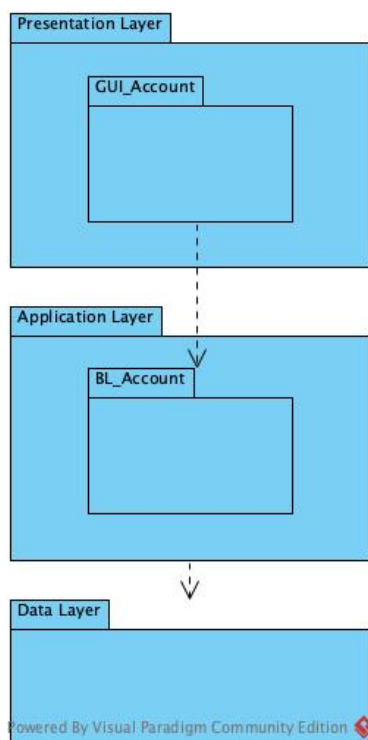 Presentation Layer
GUI_Account
Application Layer
BL_Account
Data Layer
Powered By Visual Paradigm Community Edition